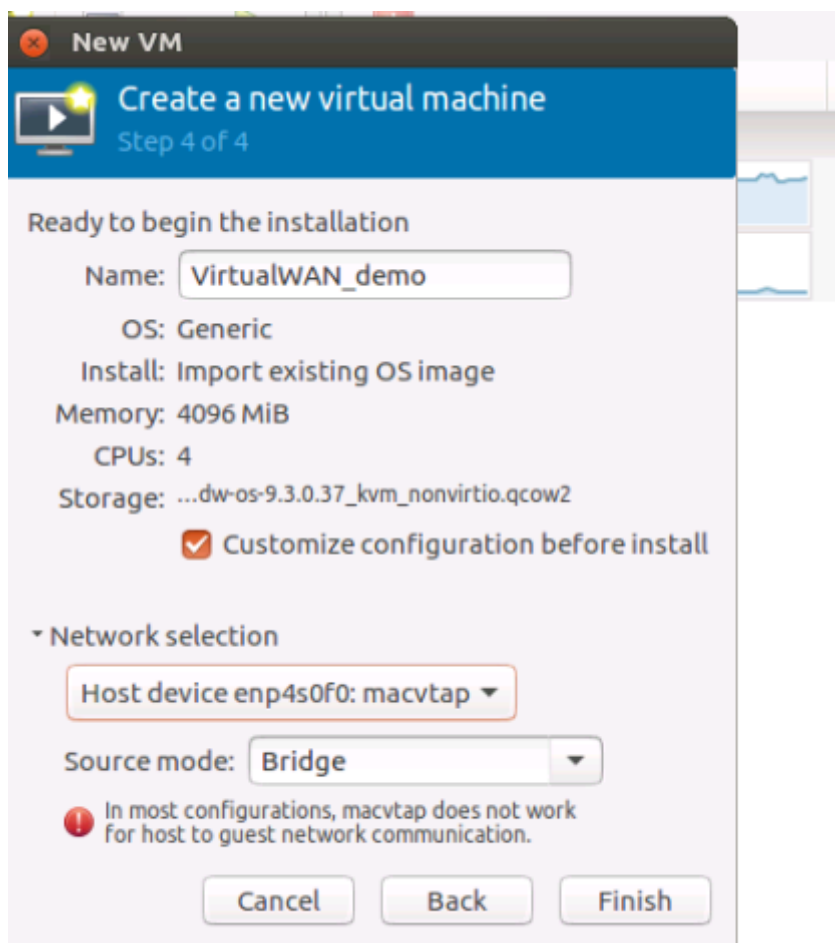 New VM
Create a new virtual machine
Step 4 of 4
Ready to begin the installation
Name: VirtualWAN_demo
OS: Generic
Install: Import existing OS image
Memory: 4096 MiB
CPUs: 4
Storage: ...dw-os-9.3.0.37_kvm_nonvirtio.qcow2
Customize configuration before install
Network selection
Host device enp4s0f0: macvtap
Source mode: Bridge
In most configurations, macvtap does not work
for host to guest network communication.
Cancel Back Finish